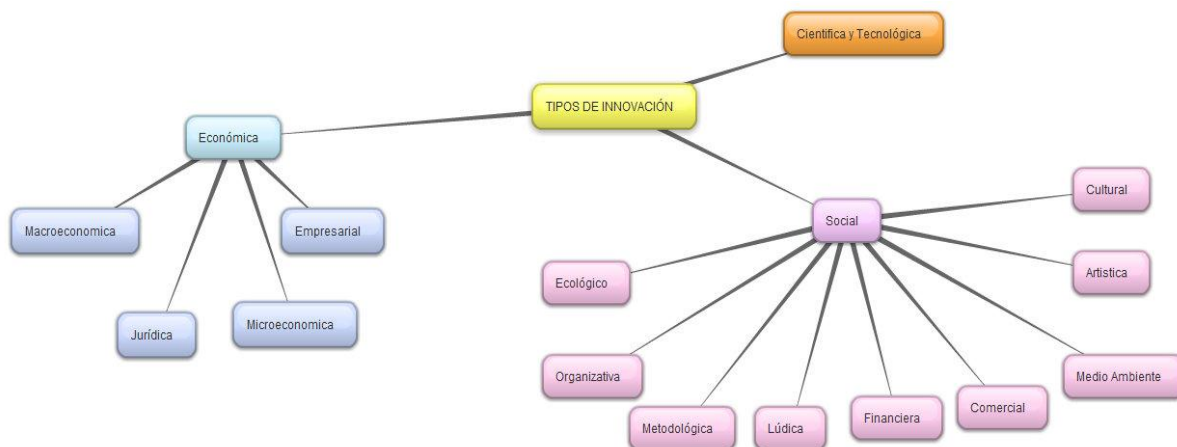 Cientifica y Tecnológica
TIPOS DE INNOVACIÓN
Económica
Macroeconomica
Empresarial
Jurídica
Microeconomica
Social
Cultural
Ecológico
Artistica
Organizativa
Medio Ambiente
Metodológica
Lúdica
Financiera
Comercial